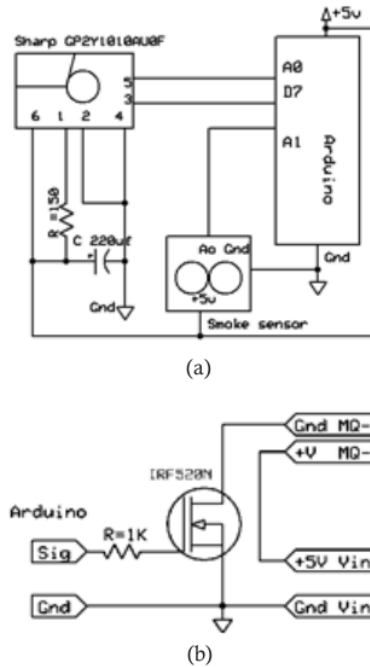 +5v
Sharp GP2Y1010AU0F
5
3
6 1 2 4
A0
D7
A1
Arduino
R =150
C 220uf
+
Gnd
Ao Gnd
+5v
Gnd
Smoke sensor
(a)
Gnd MQ-
+V MQ-
IRF520N
Arduino
R=1K
Sig
+5V Vin
Gnd
Gnd Vin
(b)